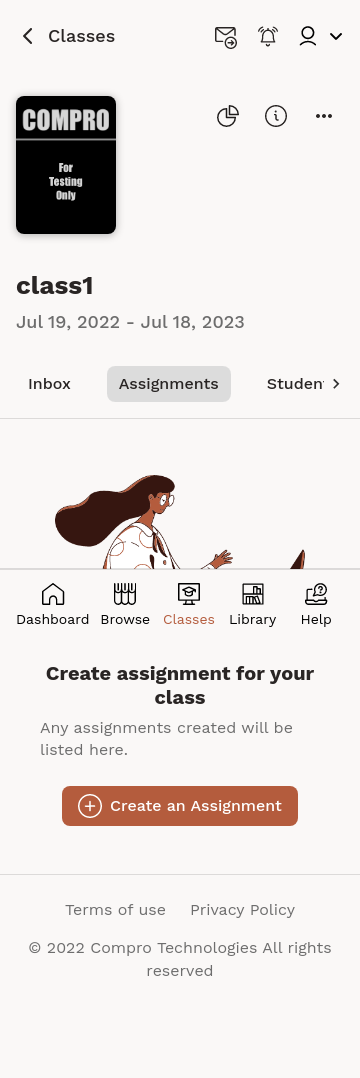 Classes
COMPRO
For
Testing
Only
class1
Jul 19, 2022 - Jul 18, 2023
Inbox
Assignments
Studen
Dashboard
Browse
Classes
Library
Help
Create assignment for your
class
Any assignments created will be
listed here.
Create an Assignment
Terms of use
Privacy Policy
© 2022 Compro Technologies All rights
reserved